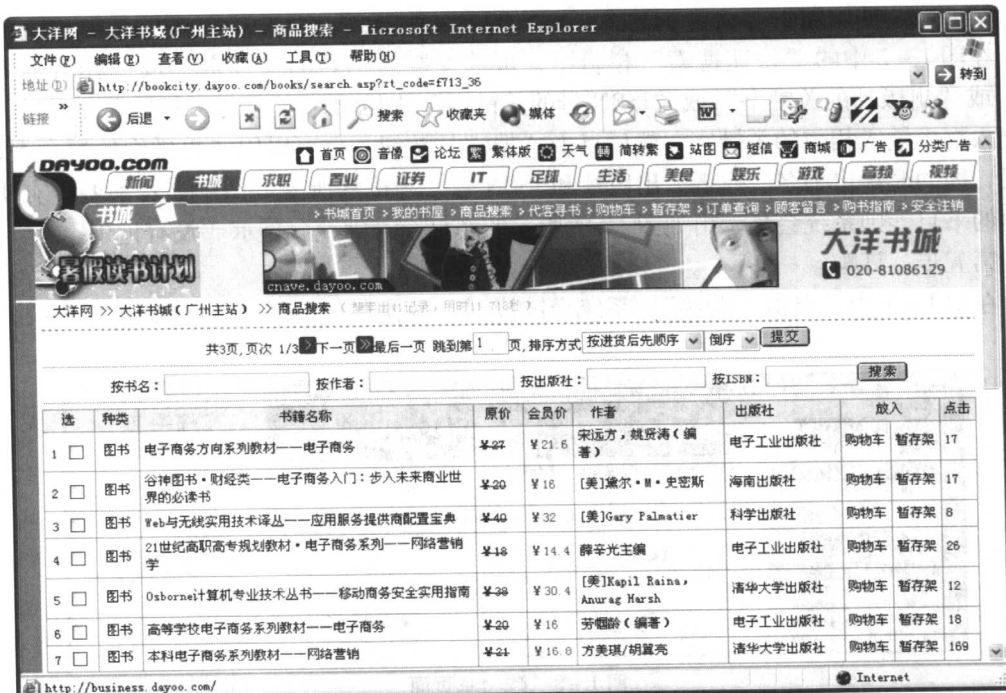 大洋网 - 大洋书城(广州主站) - 商品搜索 - Microsoft Internet Explorer
文件(F) 编辑(E) 查看(V) 收藏(A) 工具(T) 帮助(H)
地址(D) http://bookcity.dayoo.com/books/search.asp?rt_code=f713_36 转到
链接 » 后退 搜索 收藏夹 媒体
首页 音像 论坛 繁 繁体版 天气 简转繁 站图 短信 商城 广告 分类广告
DAYOO.COM
新闻 书城 求职 置业 证券 IT 足球 生活 美食 娱乐 游戏 音频 视频
书城 >书城首页 >我的书屋 >商品搜索 >代客寻书 >购物车 >暂存架 >订单查询 >顾客留言 >购书指南 >安全注销
暑假读书计划
cnave.dayoo.com
大洋书城
020-81086129
大洋网 >> 大洋书城(广州主站) >> 商品搜索 (搜索出41记录,用时11.718秒)
共3页,页次 1/3 下一页 最后一页 跳到第 1 页,排序方式 按进货后先顺序 倒序 提交
按书名: 按作者: 按出版社: 按ISBN: 搜索
选 种类 书籍名称 原价 会员价 作者 出版社 放入 点击
1 图书 电子商务方向系列教材——电子商务 ¥27 ¥21.6 宋远方,姚贤涛(编著) 电子工业出版社 购物车 暂存架 17
2 图书 谷神图书·财经类——电子商务入门:步入未来商业世界的必读书 ¥20 ¥16 [美]黛尔·M·史密斯 海南出版社 购物车 暂存架 17
3 图书 Web与无线实用技术译丛——应用服务提供商配置宝典 ¥40 ¥32 [美]Gary Palmatier 科学出版社 购物车 暂存架 8
4 图书 21世纪高职高专规划教材·电子商务系列——网络营销学 ¥18 ¥14.4 薛辛光主编 电子工业出版社 购物车 暂存架 26
5 图书 Osborne计算机专业技术丛书——移动商务安全实用指南 ¥38 ¥30.4 [美]Kapil Raina, Anurag Harsh 清华大学出版社 购物车 暂存架 12
6 图书 高等学校电子商务系列教材——电子商务 ¥20 ¥16 劳帼龄(编著) 电子工业出版社 购物车 暂存架 18
7 图书 本科电子商务系列教材——网络营销 ¥21 ¥16.8 方美琪/胡翼亮 清华大学出版社 购物车 暂存架 169
http://business.dayoo.com/ Internet